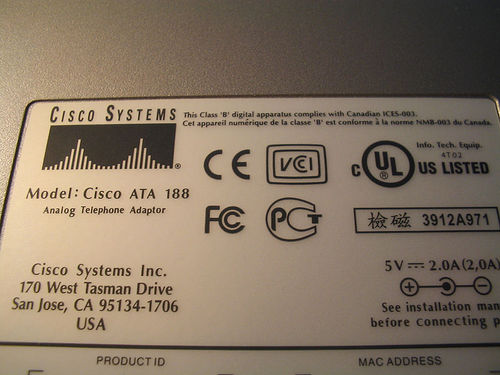 CISCO SYSTEMS
This Class 'B' digital apparatus complies with Canadian ICES-003.
Cet appareil numérique de la classe 'B' est conforme à la norme NMB-003 du Canada.
Model: Cisco ATA 188
Analog Telephone Adaptor
CE
VCI
C UL US LISTED
®
Info. Tech. Equip.
4T02
FC
PCT
檢磁 3912A971
Cisco Systems Inc.
170 West Tasman Drive
San Jose, CA 95134-1706
USA
5V 2.0A(2,0A)
See installation
before connecting
PRODUCT ID
MAC ADDRESS